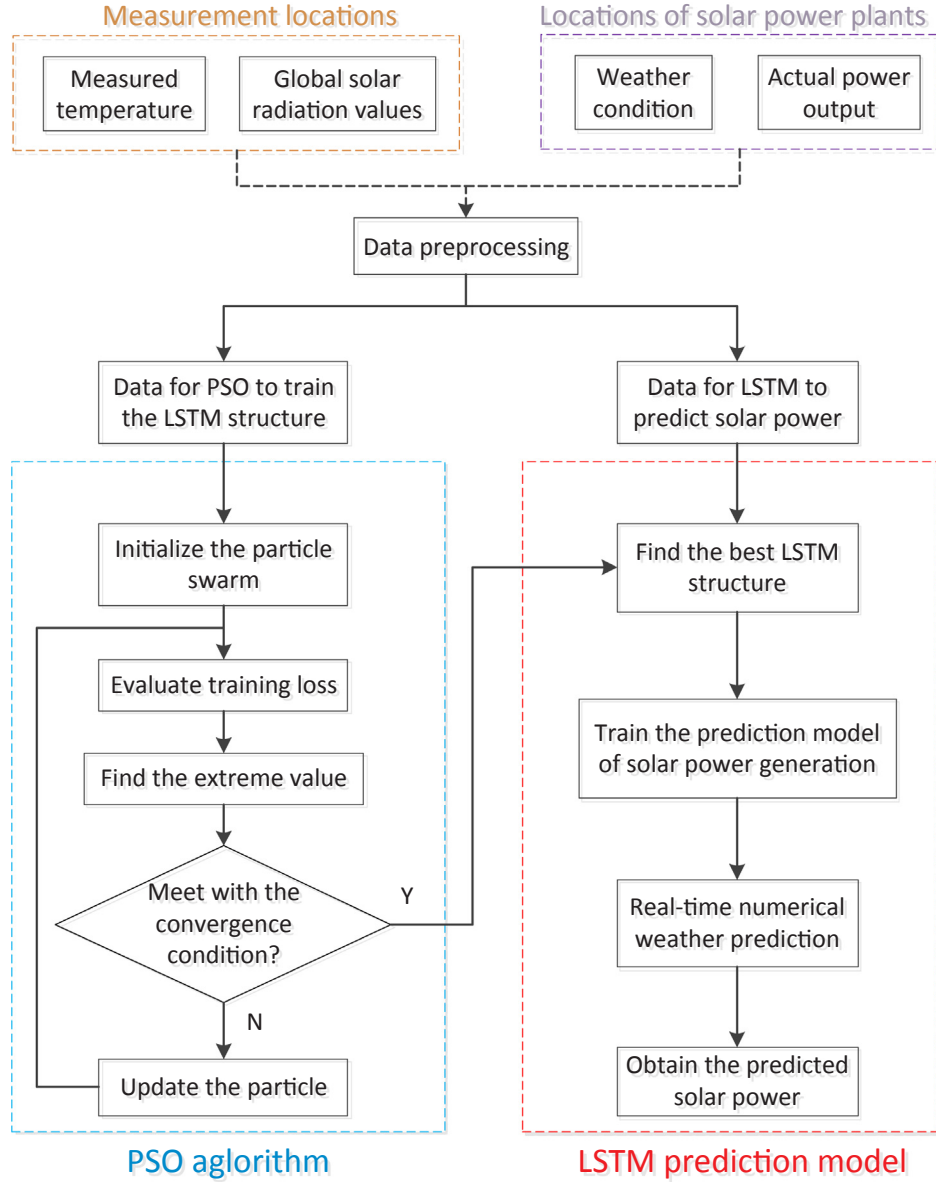 Measurement locations
Locations of solar power plants
Measured
temperature
Global solar
radiation values
Weather
condition
Actual power
output
Data preprocessing
Data for PSO to train
the LSTM structure
Data for LSTM to
predict solar power
Initialize the particle
swarm
Find the best LSTM
structure
Evaluate training loss
Train the prediction model
of solar power generation
Find the extreme value
Meet with the
convergence
condition?
Y
Real-time numerical
weather prediction
N
Update the particle
Obtain the predicted
solar power
PSO aglorithm
LSTM prediction model